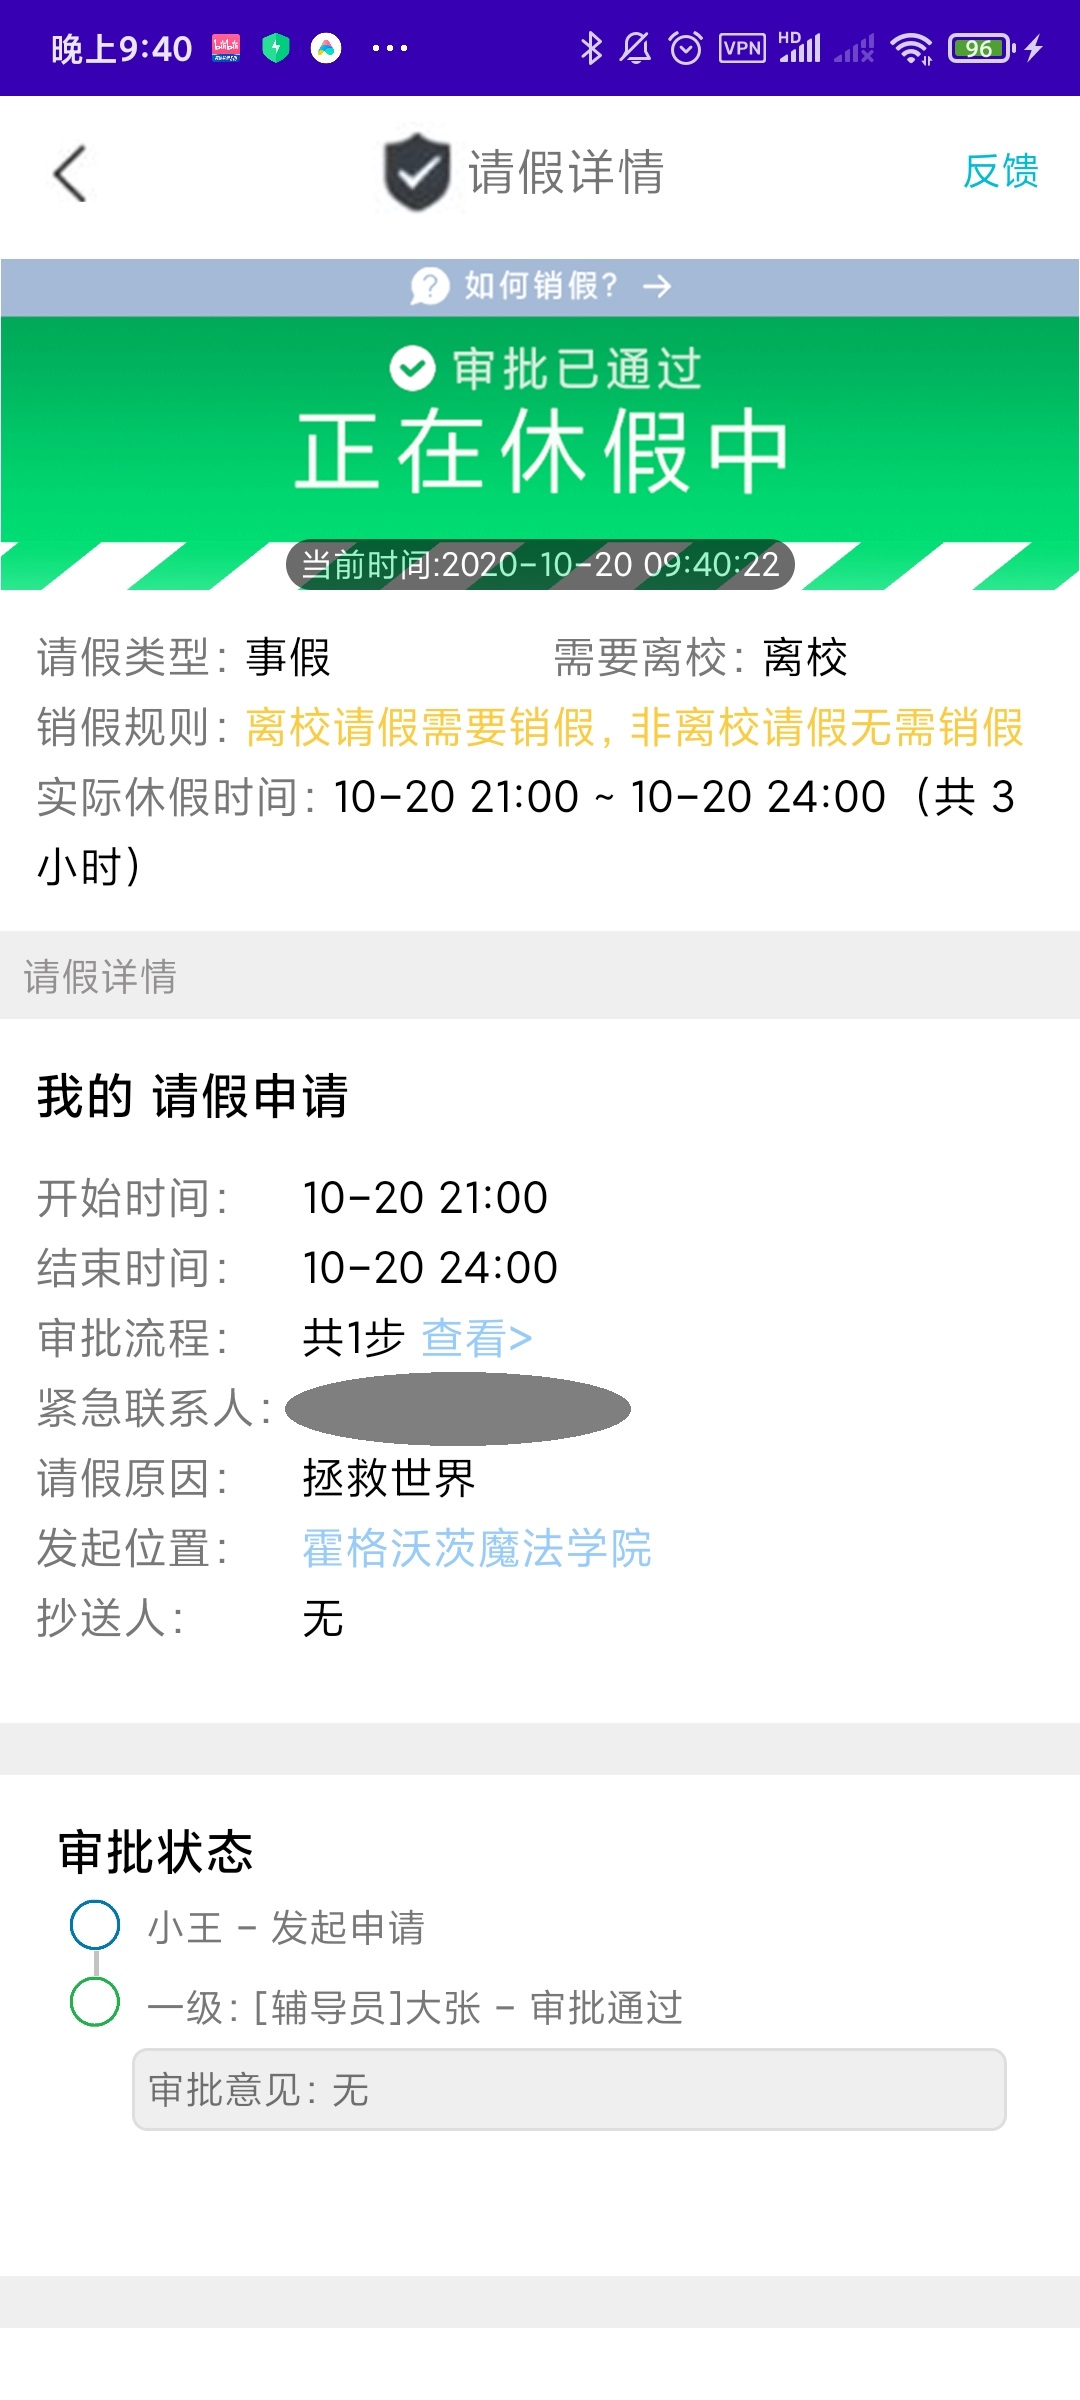 晚上9:40
VPN HD 96
请假详情 反馈
如何销假? →
审批已通过
正在休假中
当前时间:2020-10-20 09:40:22
请假类型: 事假 需要离校: 离校
销假规则: 离校请假需要销假, 非离校请假无需销假
实际休假时间: 10-20 21:00 ~ 10-20 24:00 (共 3
小时)
请假详情
我的 请假申请
开始时间: 10-20 21:00
结束时间: 10-20 24:00
审批流程: 共1步 查看>
紧急联系人:
请假原因: 拯救世界
发起位置: 霍格沃茨魔法学院
抄送人: 无
审批状态
小王 - 发起申请
一级: [辅导员]大张 - 审批通过
审批意见: 无